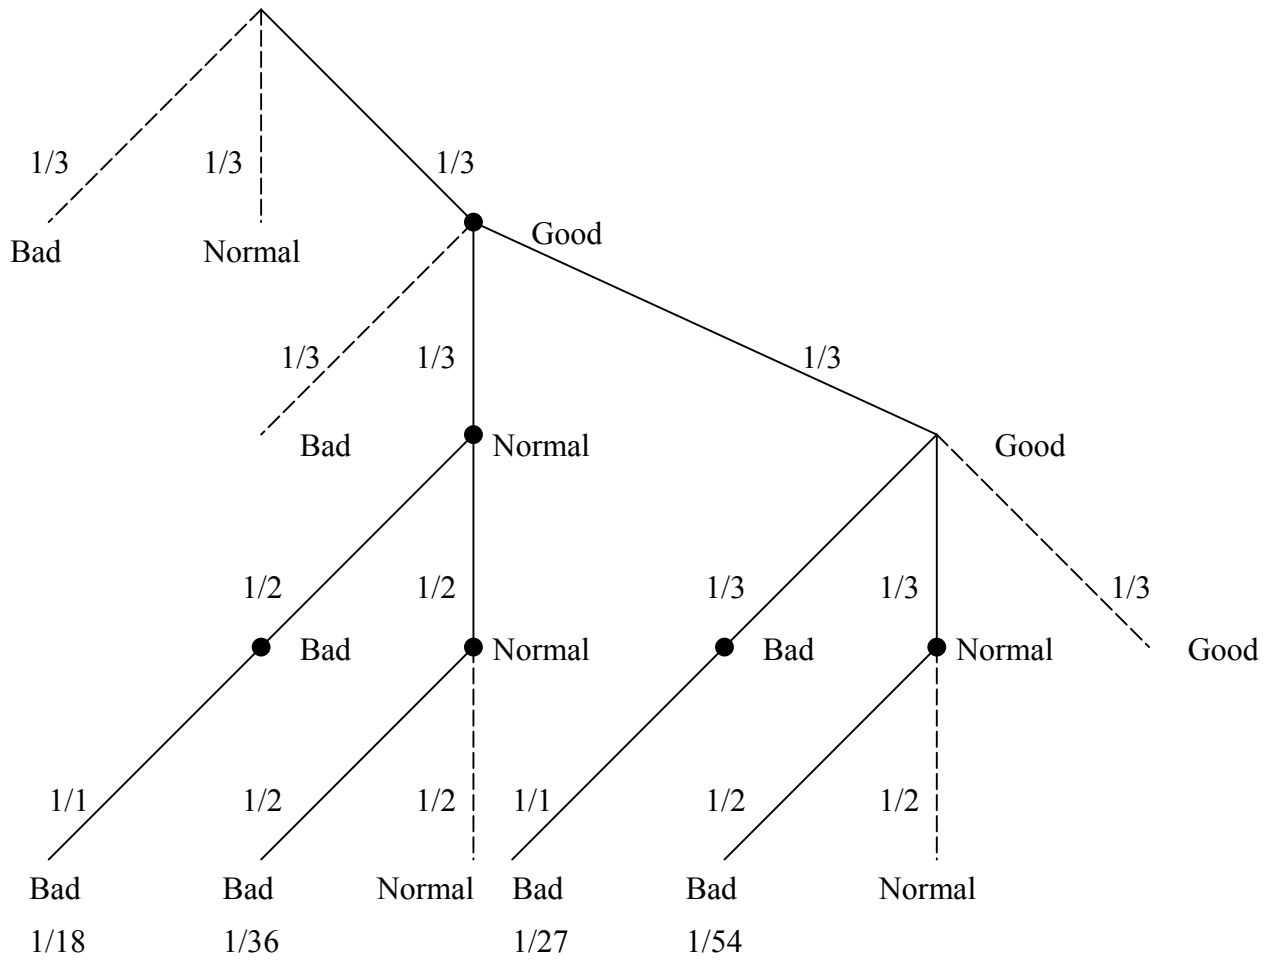 1/3 1/3 1/3
Bad Normal Good
1/3 1/3 1/3
Bad Normal Good
1/2 1/2 1/3 1/3 1/3
Bad Normal Bad Normal Good
1/1 1/2 1/2 1/1 1/2 1/2
Bad Bad Normal Bad Bad Normal
1/18 1/36 1/27 1/54